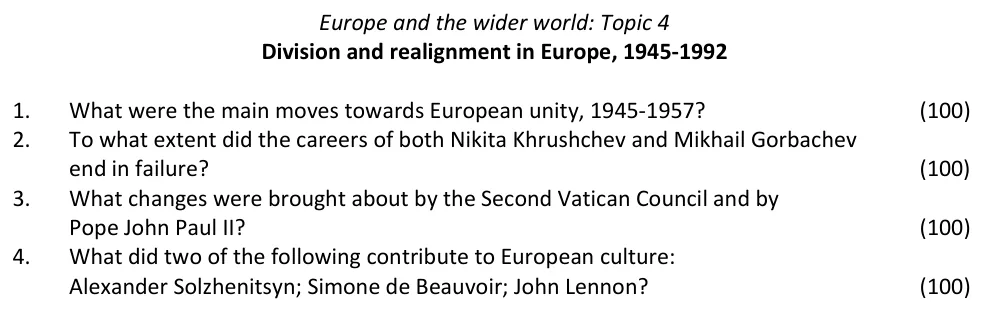 Europe and the wider world: Topic 4
Division and realignment in Europe, 1945-1992
1. What were the main moves towards European unity, 1945-1957? (100)
2. To what extent did the careers of both Nikita Khrushchev and Mikhail Gorbachev
end in failure? (100)
3. What changes were brought about by the Second Vatican Council and by
Pope John Paul II? (100)
4. What did two of the following contribute to European culture:
Alexander Solzhenitsyn; Simone de Beauvoir; John Lennon? (100)